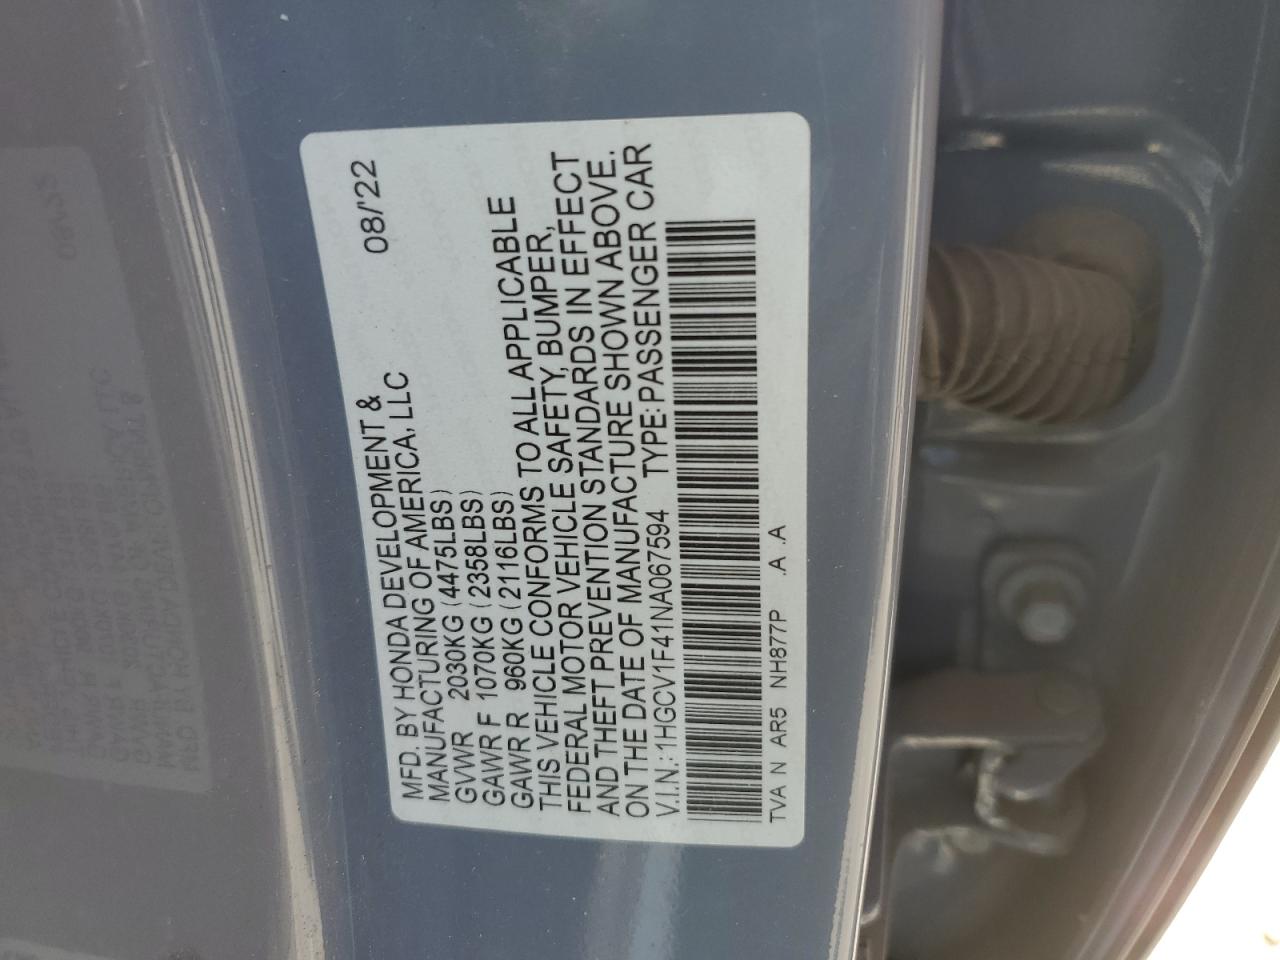 MFD. BY HONDA DEVELOPMENT & 08/'22
MANUFACTURING OF AMERICA, LLC
GVWR 2030KG (4475LBS)
GAWR F 1070KG (2358LBS)
GAWR R 960KG (2116LBS)
THIS VEHICLE CONFORMS TO ALL APPLICABLE
FEDERAL MOTOR VEHICLE SAFETY, BUMPER,
AND THEFT PREVENTION STANDARDS IN EFFECT
ON THE DATE OF MANUFACTURE SHOWN ABOVE.
V.I.N.: 1HGCV1F41NA067594 TYPE: PASSENGER CAR
TVA N AR5 NH877P .A .A